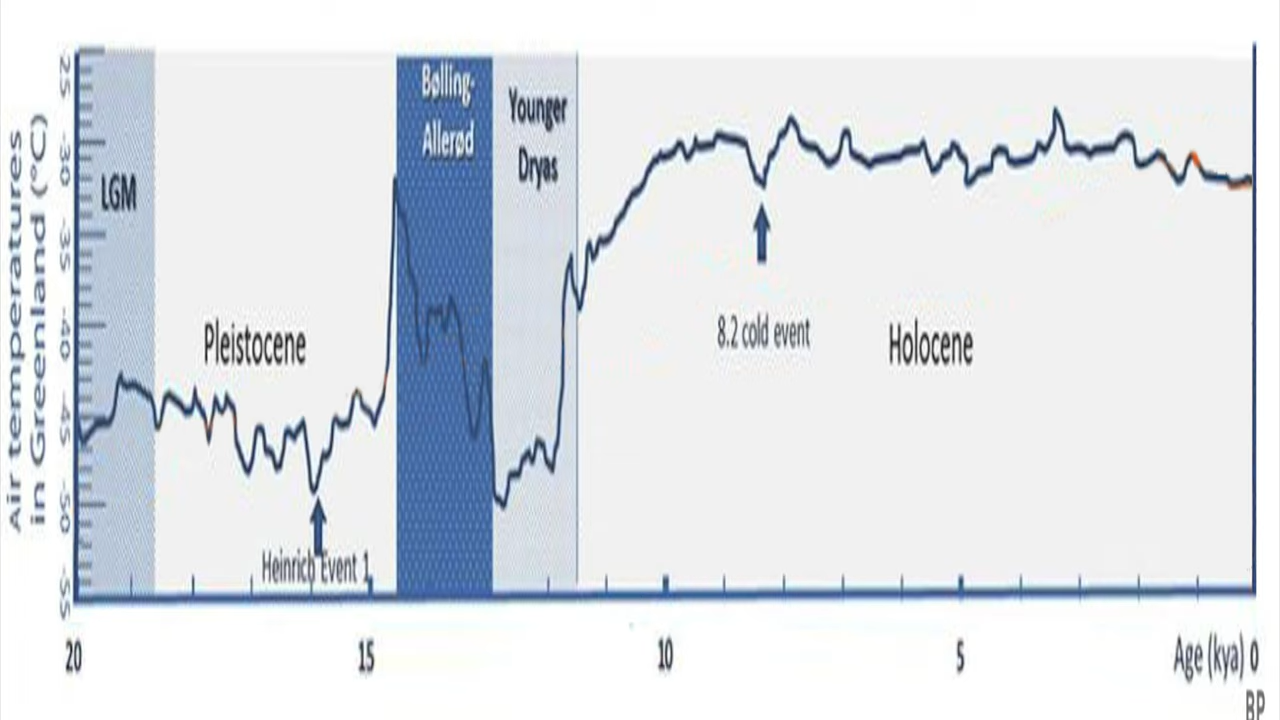 Air temperatures
in Greenland (°C)
-25
-30
-35
-40
-45
-50
-55
LGM
Pleistocene
Heinrich Event 1
Bølling-
Allerød
Younger
Dryas
8.2 cold event
Holocene
20
15
10
5
Age (kya) 0
BP